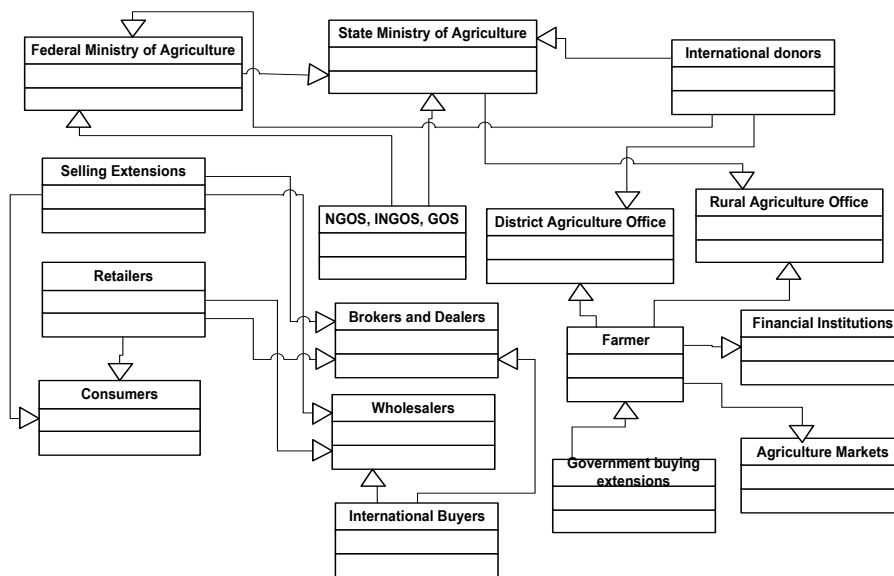 State Ministry of Agriculture
Federal Ministry of Agriculture
International donors
Selling Extensions
Rural Agriculture Office
NGOS, INGOS, GOS
District Agriculture Office
Retailers
Brokers and Dealers
Financial Institutions
Farmer
Consumers
Wholesalers
Agriculture Markets
Government buying
extensions
International Buyers